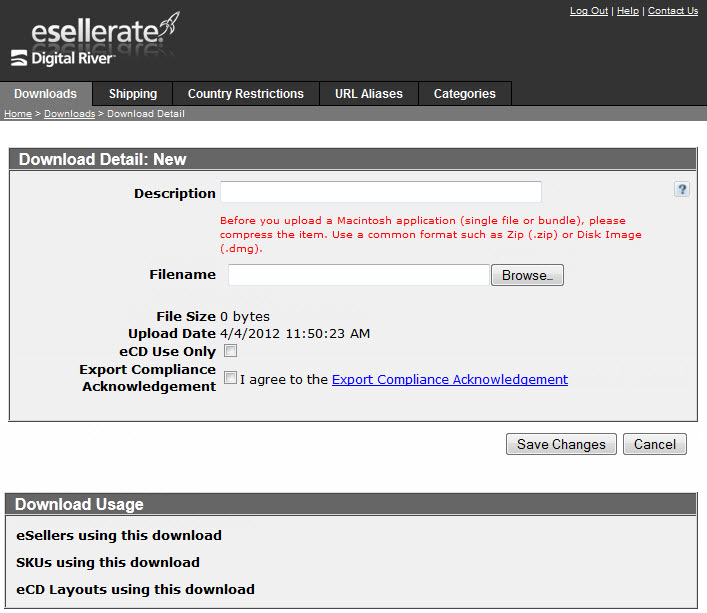 Log Out | Help | Contact Us
esellerate
Digital River
Downloads Shipping Country Restrictions URL Aliases Categories
Home > Downloads > Download Detail
Download Detail: New
Description ?
Before you upload a Macintosh application (single file or bundle), please
compress the item. Use a common format such as Zip (.zip) or Disk Image
(.dmg).
Filename Browse...
File Size 0 bytes
Upload Date 4/4/2012 11:50:23 AM
eCD Use Only
Export Compliance
Acknowledgement I agree to the Export Compliance Acknowledgement
Save Changes Cancel
Download Usage
eSellers using this download
SKUs using this download
eCD Layouts using this download